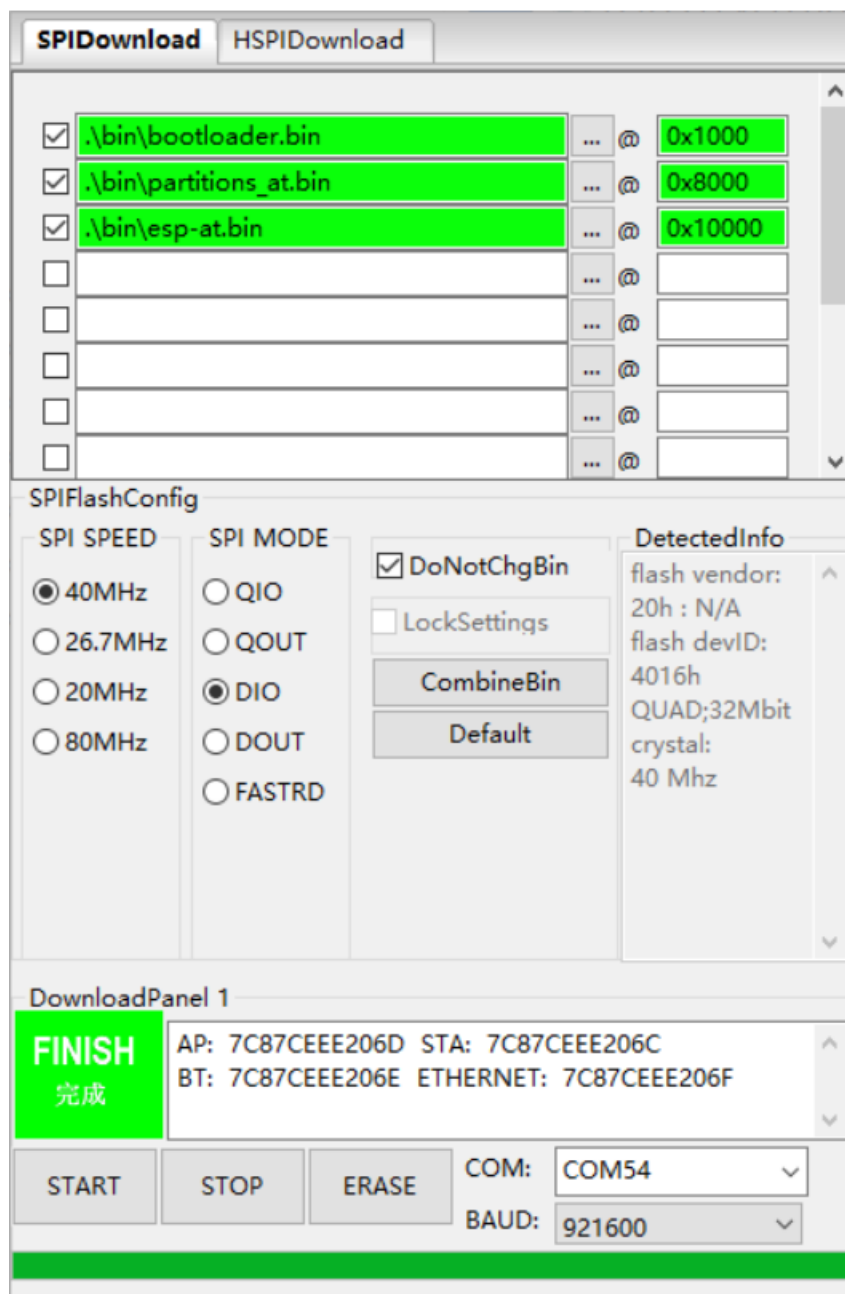 SPIDownload HSPIDownload
.\bin\bootloader.bin ... @ 0x1000
.\bin\partitions_at.bin ... @ 0x8000
.\bin\esp-at.bin ... @ 0x10000
... @
... @
... @
... @
... @
SPIFlashConfig
SPI SPEED
40MHz
26.7MHz
20MHz
80MHz
SPI MODE
QIO
QOUT
DIO
DOUT
FASTRD
DoNotChgBin
LockSettings
CombineBin
Default
DetectedInfo
flash vendor:
20h : N/A
flash devID:
4016h
QUAD;32Mbit
crystal:
40 Mhz
DownloadPanel 1
FINISH
完成
AP: 7C87CEEE206D STA: 7C87CEEE206C
BT: 7C87CEEE206E ETHERNET: 7C87CEEE206F
START STOP ERASE
COM: COM54
BAUD: 921600